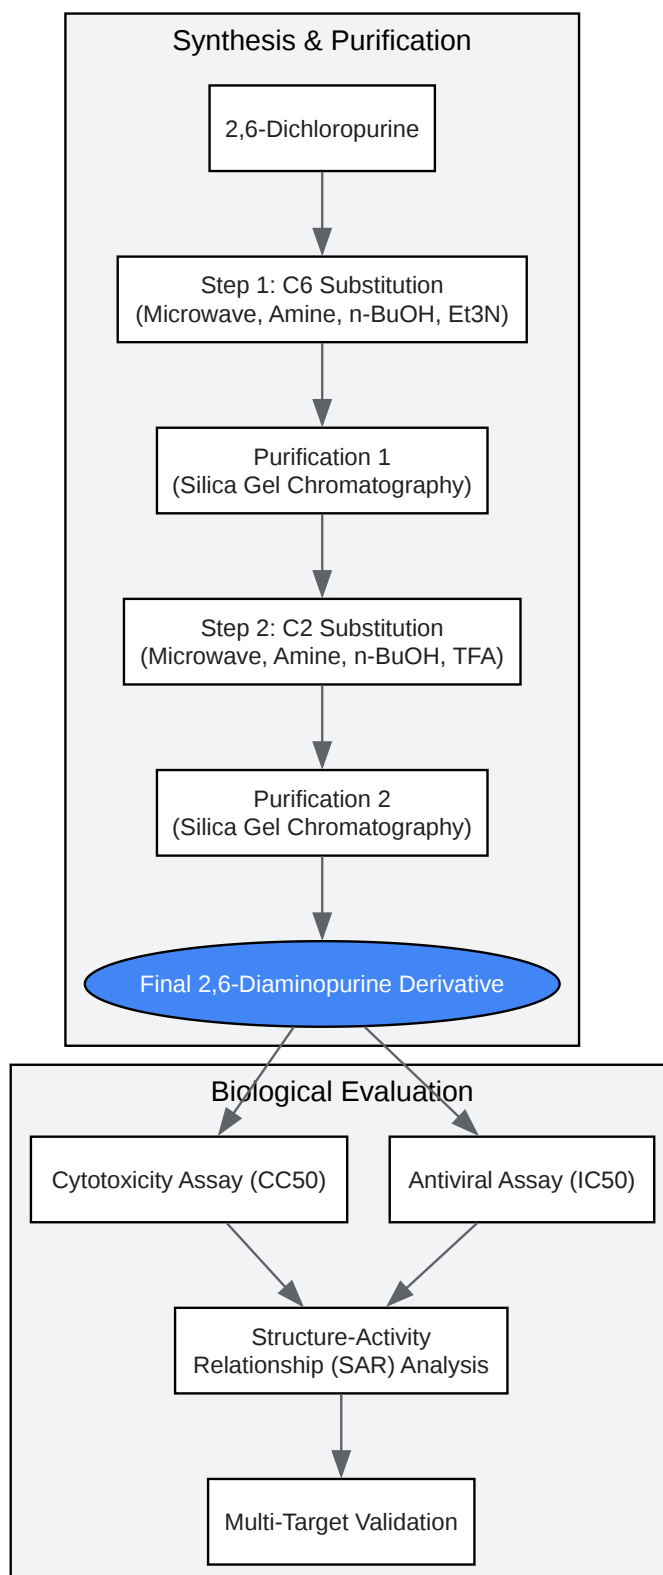 Synthesis & Purification
2,6-Dichloropurine
Step 1: C6 Substitution
(Microwave, Amine, n-BuOH, Et3N)
Purification 1
(Silica Gel Chromatography)
Step 2: C2 Substitution
(Microwave, Amine, n-BuOH, TFA)
Purification 2
(Silica Gel Chromatography)
Final 2,6-Diaminopurine Derivative
Biological Evaluation
Cytotoxicity Assay (CC50)
Antiviral Assay (IC50)
Structure-Activity
Relationship (SAR) Analysis
Multi-Target Validation